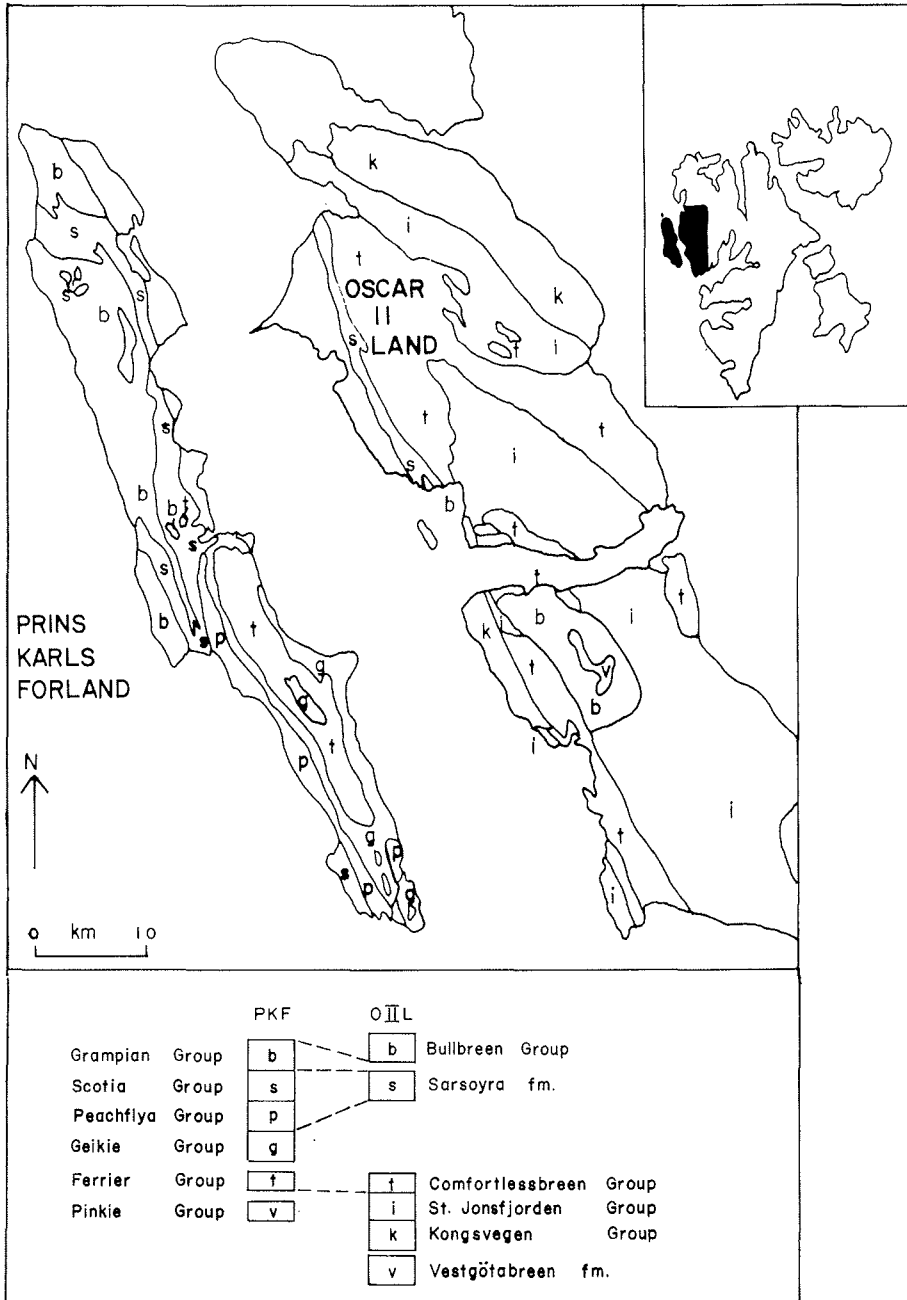 k
b
i
s
t
s
s
OSCAR
k
b
II
s
LAND
t
i
t
t
s
i
s
b
b
t
b
t
s
s
t
t
b
i
PRINS
b
s
p
t
k
i
KARLS
g
t
v
FORLAND
g
b
t
i
N
p
i
g
t
p
s
p
g
i
0 km 10
PKF OIIL
Grampian Group b b Bullbreen Group
Scotia Group s s Sarsoyra fm.
Peachflya Group p
Geikie Group g
Ferrier Group t t Comfortlessbreen Group
Pinkie Group v i St. Jonsfjorden Group
k Kongsvegen Group
v Vestgötabreen fm.